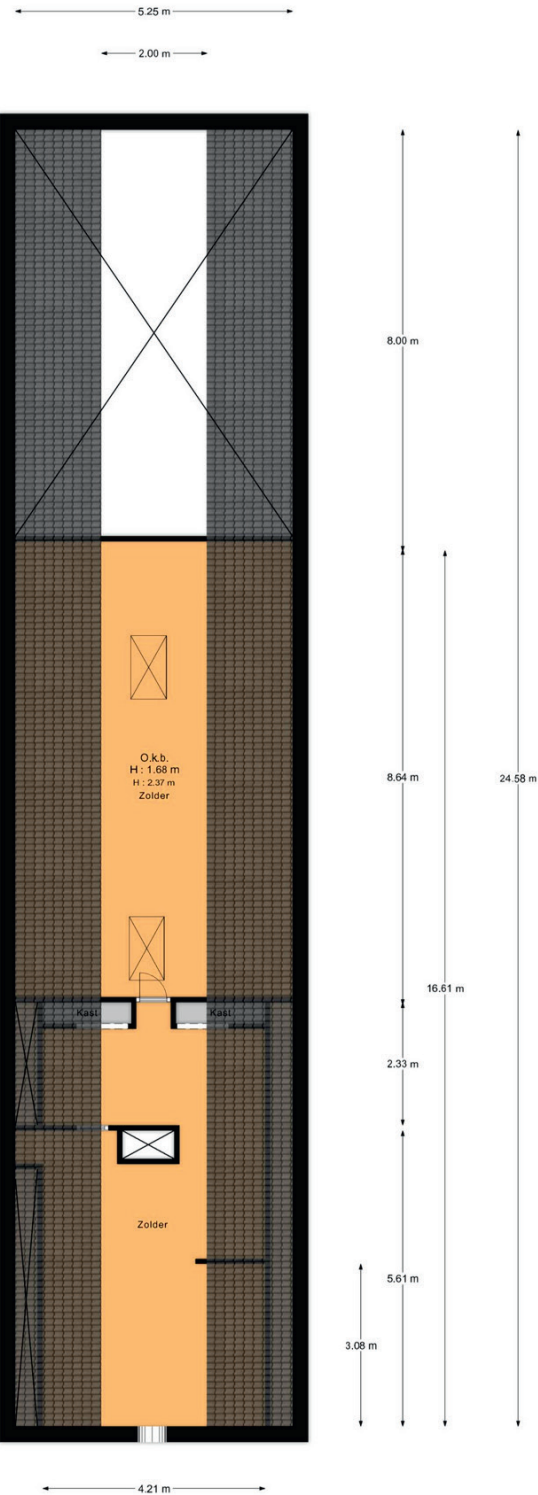 5.25 m
2.00 m
8.00 m
O.k.b.
H : 1.68 m
H : 2.37 m
Zolder
8.64 m
24.58 m
16.61 m
Kast
Kast
2.33 m
Zolder
5.61 m
3.08 m
4.21 m